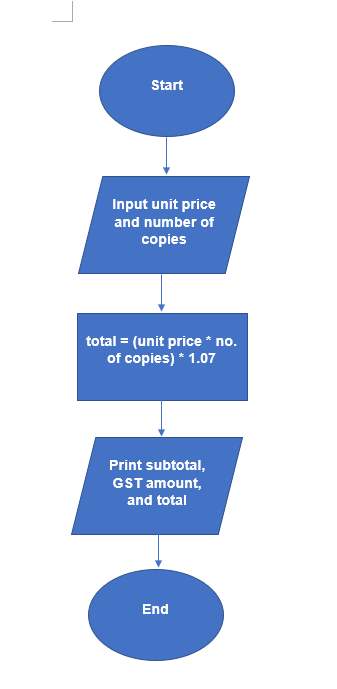 Start
Input unit price
and number of
copies
total = (unit price * no.
of copies) * 1.07
Print subtotal,
GST amount,
and total
End